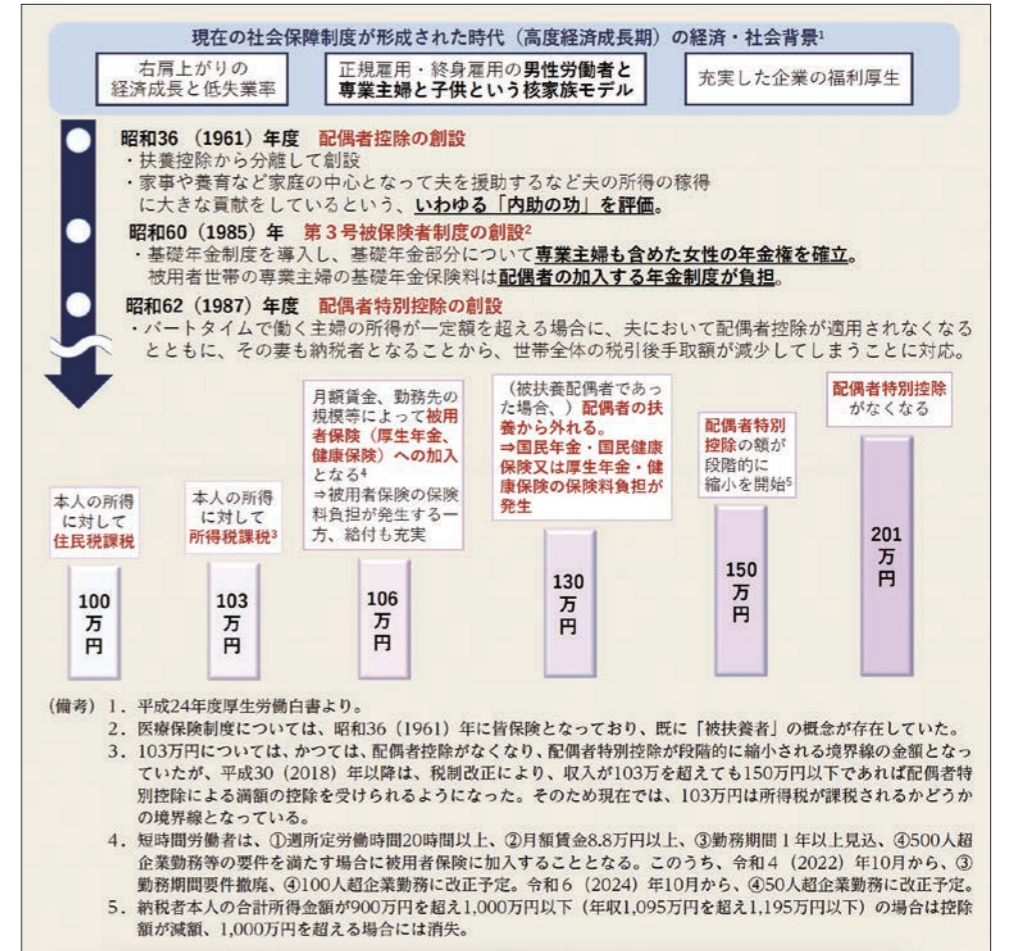 現在の社会保障制度が形成された時代（高度経済成長期）の経済・社会背景1
右肩上がりの
経済成長と低失業率
正規雇用・終身雇用の男性労働者と
専業主婦と子供という核家族モデル
充実した企業の福利厚生
昭和36（1961）年度　配偶者控除の創設
・扶養控除から分離して創設
・家事や養育など家庭の中心となって夫を援助するなど夫の所得の稼得
に大きな貢献をしているという、いわゆる「内助の功」を評価。
昭和60（1985）年　第３号被保険者制度の創設2
・基礎年金制度を導入し、基礎年金部分について専業主婦も含めた女性の年金権を確立。
被用者世帯の専業主婦の基礎年金保険料は配偶者の加入する年金制度が負担。
昭和62（1987）年度　配偶者特別控除の創設
・パートタイムで働く主婦の所得が一定額を超える場合に、夫において配偶者控除が適用されなくなる
とともに、その妻も納税者となることから、世帯全体の税引後手取額が減少してしまうことに対応。
本人の所得
に対して
住民税課税
100
万
円
本人の所得
に対して
所得税課税3
103
万
円
月額賃金、勤務先の
規模等によって被用
者保険（厚生年金、
健康保険）への加入
となる4
⇒被用者保険の保険
料負担が発生する一
方、給付も充実
106
万
円
（被扶養配偶者であっ
た場合、）配偶者の扶
養から外れる。
⇒国民年金・国民健康
保険又は厚生年金・健
康保険の保険料負担が
発生
130
万
円
配偶者特別
控除の額が
段階的に
縮小を開始5
150
万
円
配偶者特別控除
がなくなる
201
万
円
（備考）１．平成24年度厚生労働白書より。
２．医療保険制度については、昭和36（1961）年に皆保険となっており、既に「被扶養者」の概念が存在していた。
３．103万円については、かつては、配偶者控除がなくなり、配偶者特別控除が段階的に縮小される境界線の金額となっ
ていたが、平成30（2018）年以降は、税制改正により、収入が103万を超えても150万円以下であれば配偶者特
別控除による満額の控除を受けられるようになった。そのため現在では、103万円は所得税が課税されるかどうか
の境界線となっている。
４．短時間労働者は、①週所定労働時間20時間以上、②月額賃金8.8万円以上、③勤務期間１年以上見込、④500人超
企業勤務等の要件を満たす場合に被用者保険に加入することとなる。このうち、令和４（2022）年10月から、③
勤務期間要件撤廃、④100人超企業勤務に改正予定。令和６（2024）年10月から、④50人超企業勤務に改正予定。
５．納税者本人の合計所得金額が900万円を超え1,000万円以下（年収1,095万円を超え1,195万円以下）の場合は控除
額が減額、1,000万円を超える場合には消失。